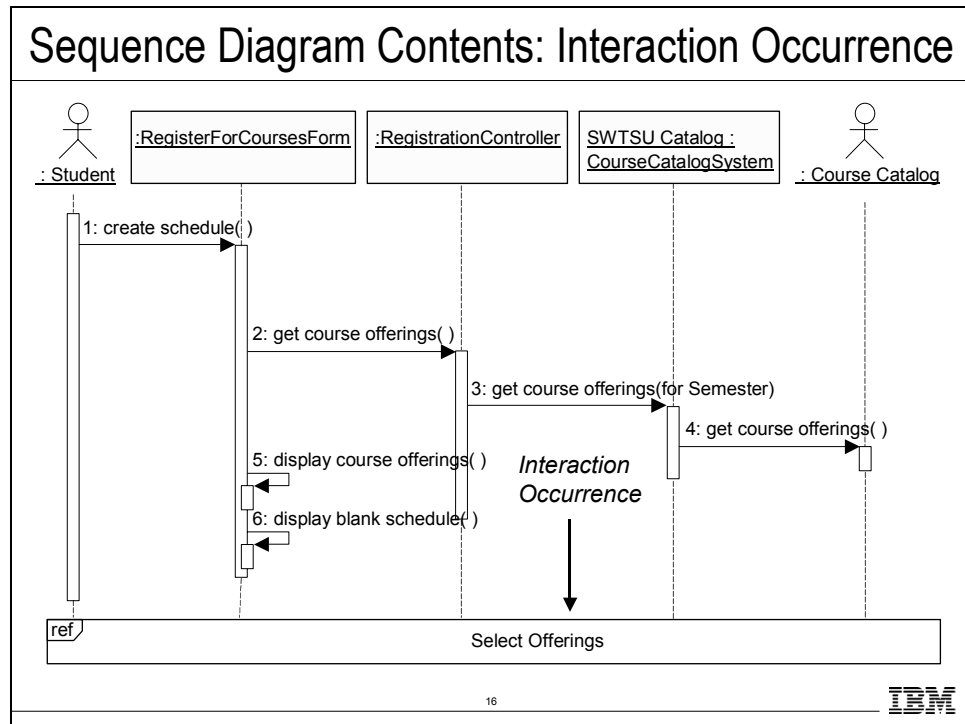 Sequence Diagram Contents: Interaction Occurrence
: Student
:RegisterForCoursesForm
:RegistrationController
SWTSU Catalog :
CourseCatalogSystem
: Course Catalog
1: create schedule( )
2: get course offerings( )
3: get course offerings(for Semester)
4: get course offerings( )
5: display course offerings( )
Interaction
Occurrence
6: display blank schedule( )
ref
Select Offerings
16
IBM